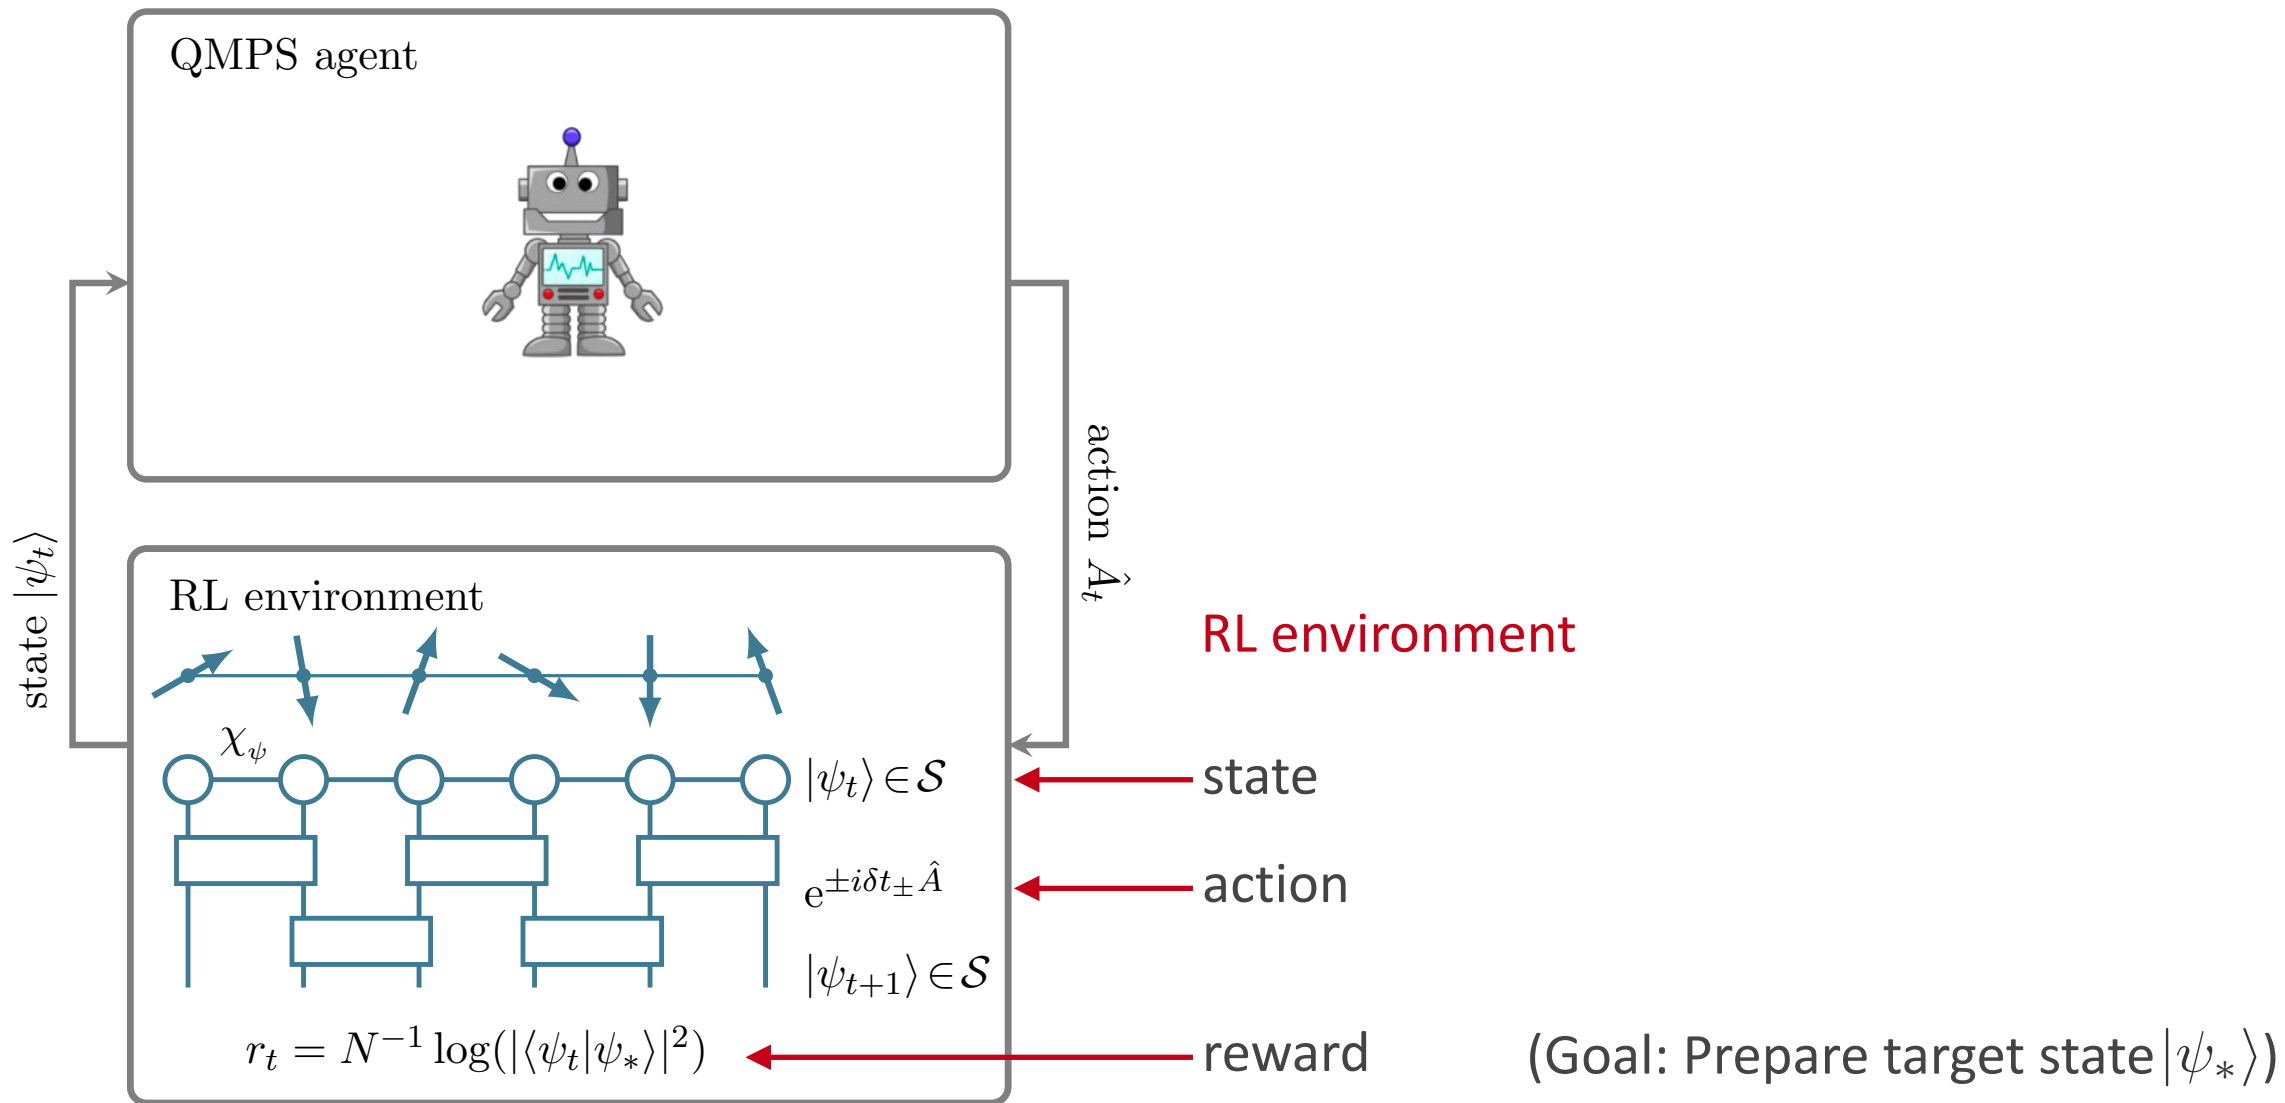 QMPS agent
state |ψ_t⟩
action Â_t
RL environment
RL environment
χ_ψ
|ψ_t⟩ ∈ 𝒮
state
e^{±iδt_± Â}
action
|ψ_{t+1}⟩ ∈ 𝒮
r_t = N^{-1} log(|⟨ψ_t|ψ_*⟩|^2)
reward
(Goal: Prepare target state |ψ_*⟩)